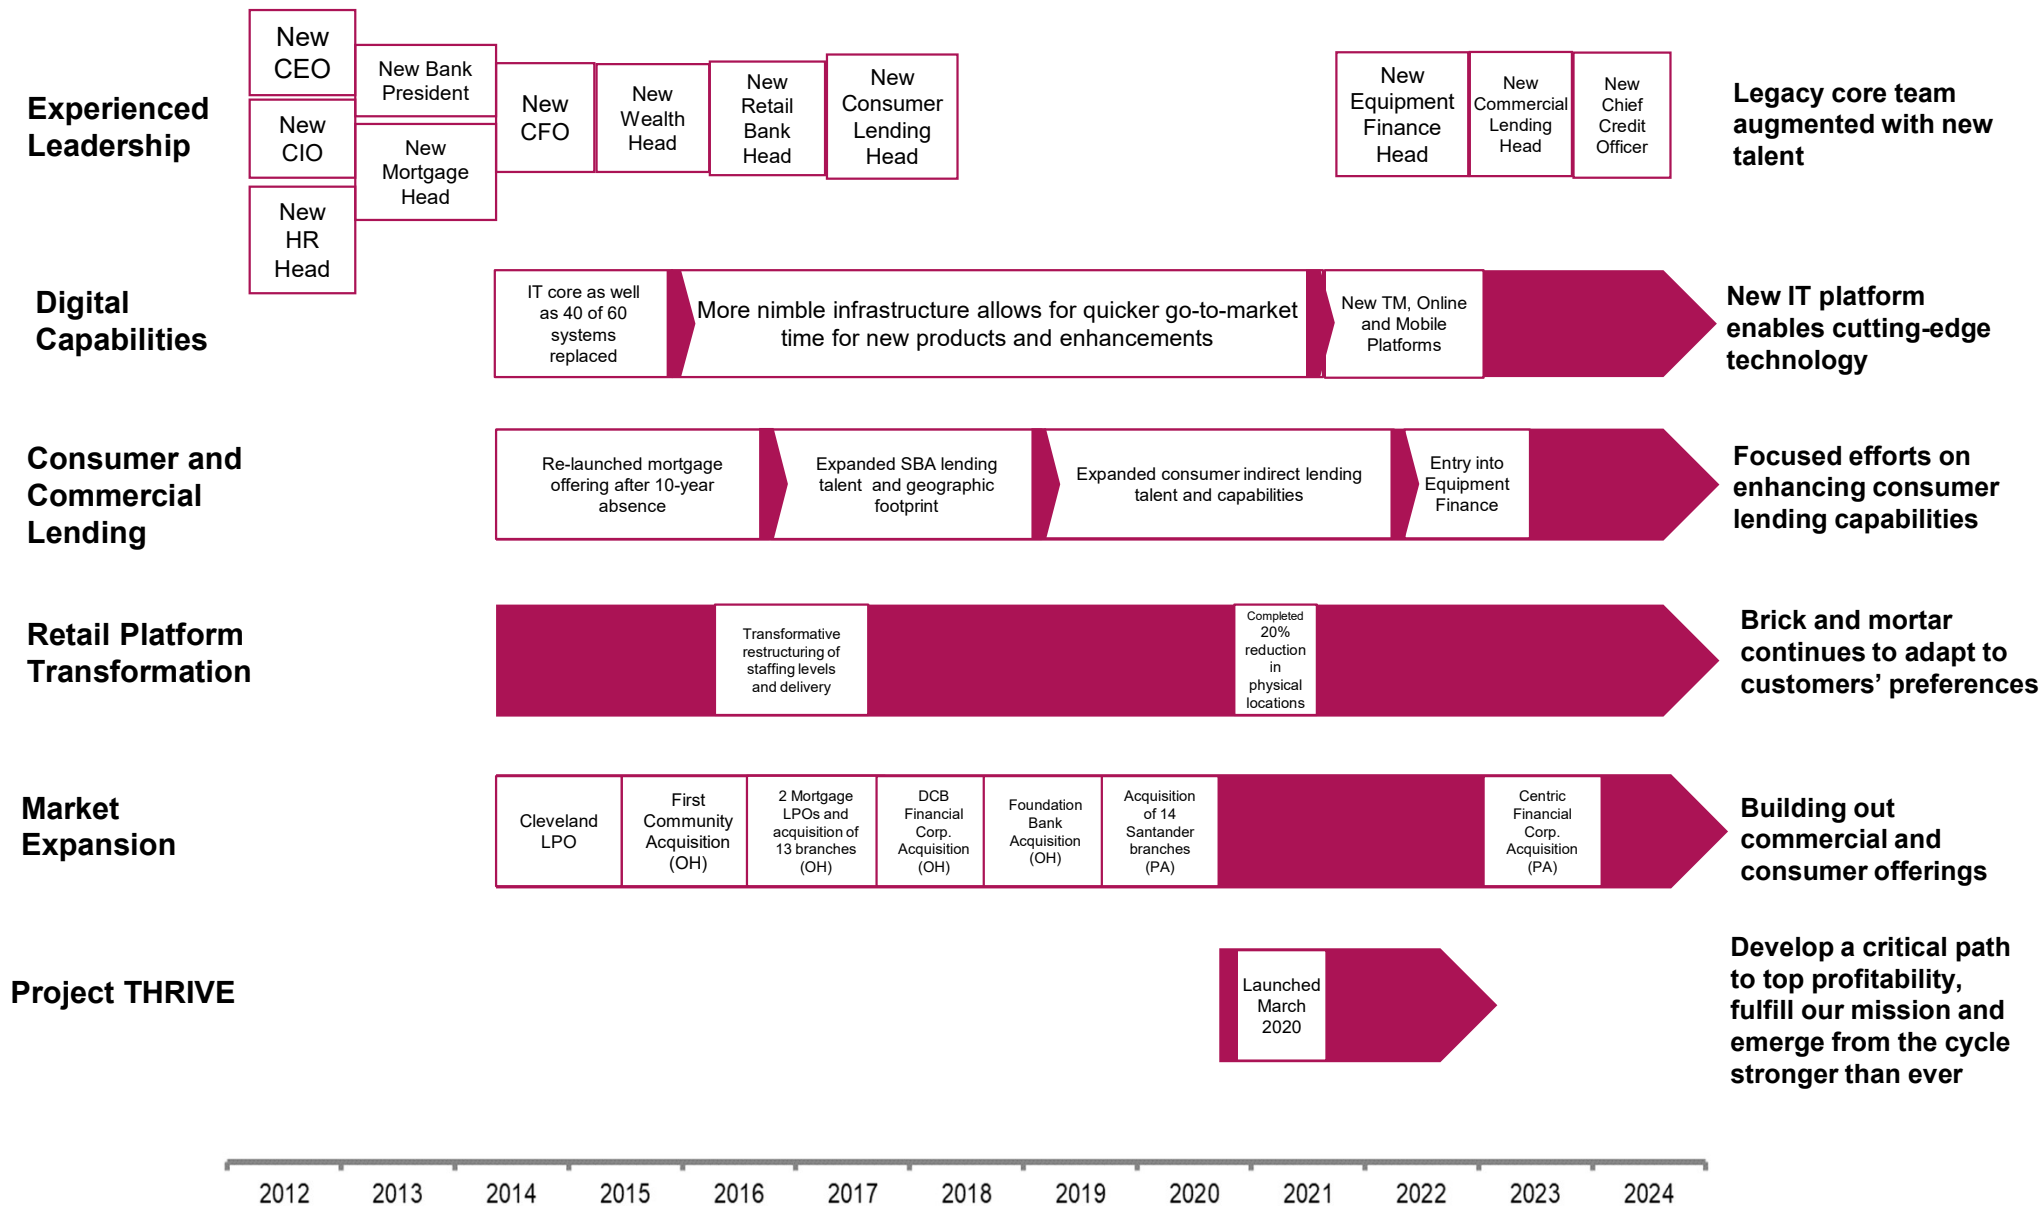 Experienced
Leadership
New
CEO
New
CIO
New
HR
Head
New Bank
President
New
Mortgage
Head
New
CFO
New
Wealth
Head
New
Retail
Bank
Head
New
Consumer
Lending
Head
New
Equipment
Finance
Head
New
Commercial
Lending
Head
New
Chief
Credit
Officer
Legacy core team
augmented with new
talent
Digital
Capabilities
IT core as well
as 40 of 60
systems
replaced
More nimble infrastructure allows for quicker go-to-market
time for new products and enhancements
New TM, Online
and Mobile
Platforms
New IT platform
enables cutting-edge
technology
Consumer and
Commercial
Lending
Re-launched mortgage
offering after 10-year
absence
Expanded SBA lending
talent and geographic
footprint
Expanded consumer indirect lending
talent and capabilities
Entry into
Equipment
Finance
Focused efforts on
enhancing consumer
lending capabilities
Retail Platform
Transformation
Transformative
restructuring of
staffing levels
and delivery
Completed
20%
reduction
in
physical
locations
Brick and mortar
continues to adapt to
customers’ preferences
Market
Expansion
Cleveland
LPO
First
Community
Acquisition
(OH)
2 Mortgage
LPOs and
acquisition of
13 branches
(OH)
DCB
Financial
Corp.
Acquisition
(OH)
Foundation
Bank
Acquisition
(OH)
Acquisition
of 14
Santander
branches
(PA)
Centric
Financial
Corp.
Acquisition
(PA)
Building out
commercial and
consumer offerings
Project THRIVE
Launched
March
2020
Develop a critical path
to top profitability,
fulfill our mission and
emerge from the cycle
stronger than ever
2012 2013 2014 2015 2016 2017 2018 2019 2020 2021 2022 2023 2024